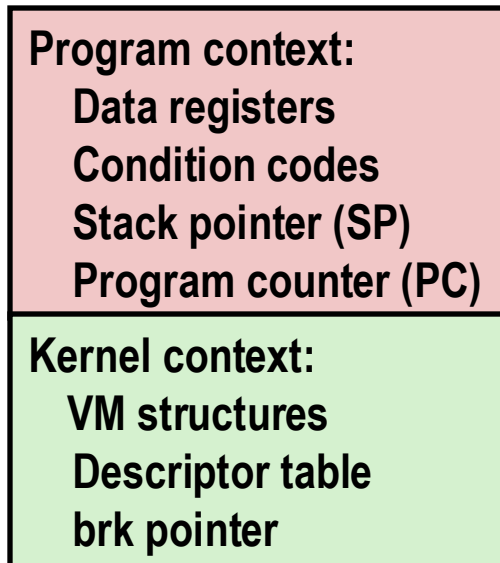 Program context:
Data registers
Condition codes
Stack pointer (SP)
Program counter (PC)
Kernel context:
VM structures
Descriptor table
brk pointer